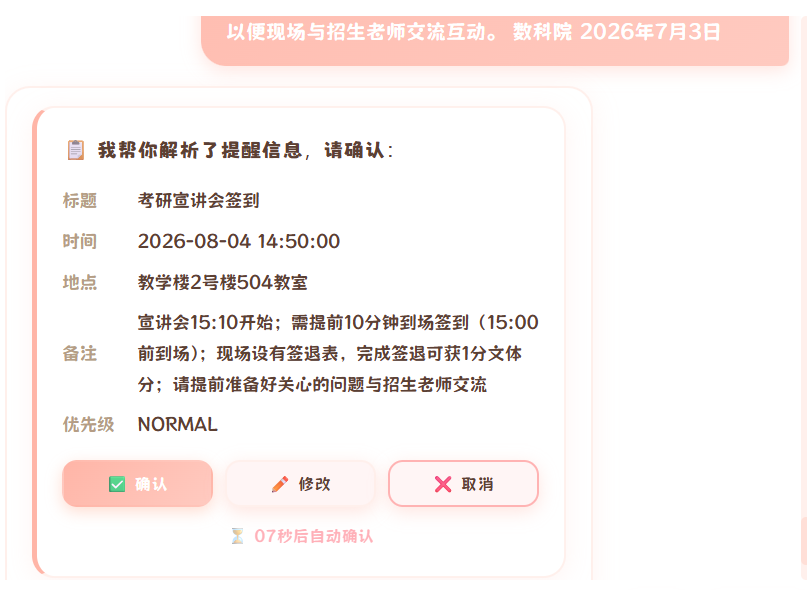 以便现场与招生老师交流互动。 数科院 2026年7月3日
我帮你解析了提醒信息，请确认：
标题 考研宣讲会签到
时间 2026-08-04 14:50:00
地点 教学楼2号楼504教室
宣讲会15:10开始；需提前10分钟到场签到（15:00
备注 前到场）；现场设有签退表，完成签退可获1分文体
分；请提前准备好关心的问题与招生老师交流
优先级 NORMAL
确认 修改 取消
07秒后自动确认